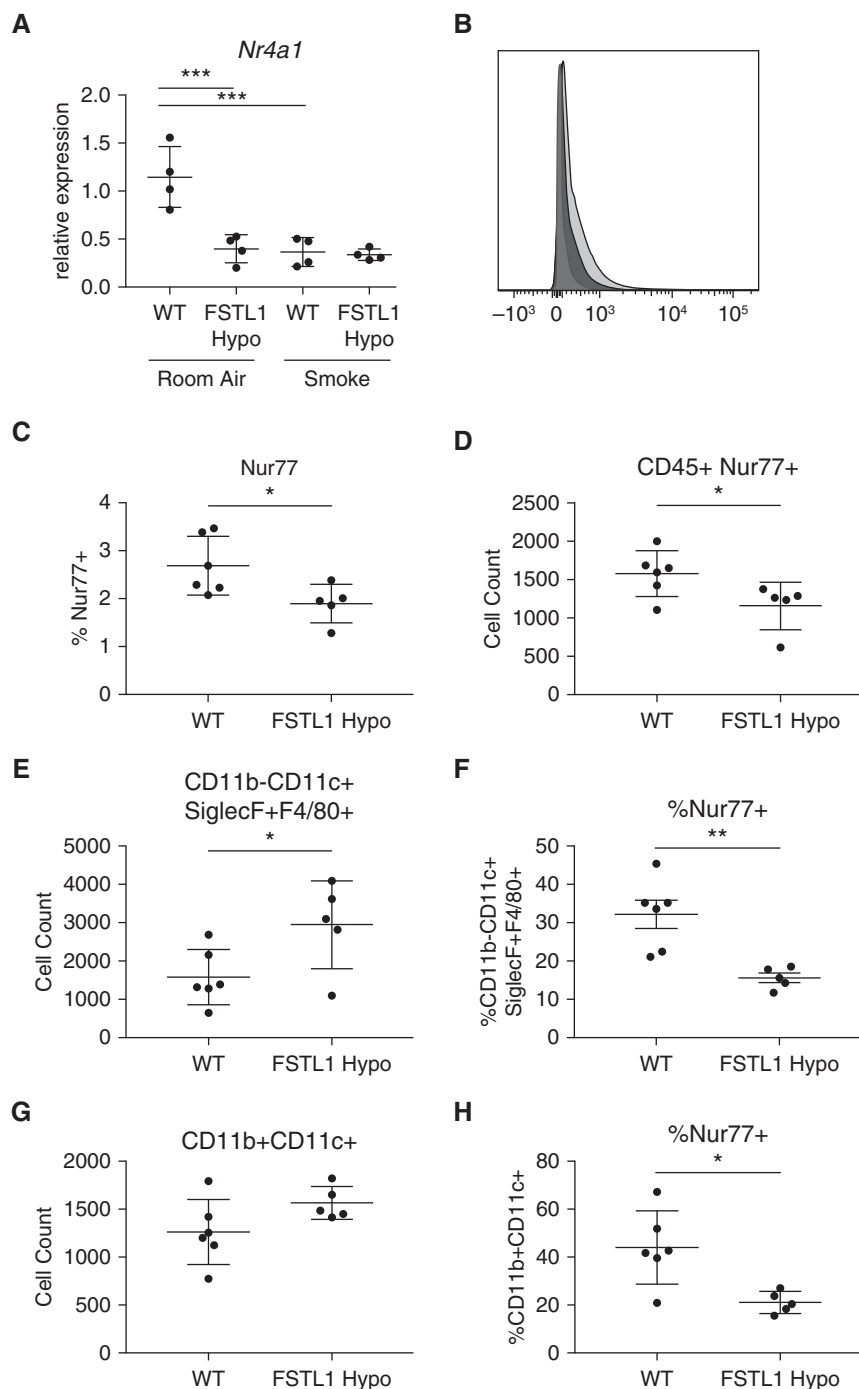 A
Nr4a1
***
***
relative expression
2.0
1.5
1.0
0.5
0.0
WT
FSTL1
Hypo
WT
FSTL1
Hypo
Room Air
Smoke
B
−10³ 0 10³ 10⁴ 10⁵
C
Nur77
*
% Nur77+
4
3
2
1
0
WT FSTL1 Hypo
D
CD45+ Nur77+
*
Cell Count
2500
2000
1500
1000
500
0
WT FSTL1 Hypo
E
CD11b-CD11c+
SiglecF+F4/80+
*
Cell Count
5000
4000
3000
2000
1000
0
WT FSTL1 Hypo
F
%Nur77+
**
%CD11b-CD11c+
SiglecF+F4/80+
50
40
30
20
10
0
WT FSTL1 Hypo
G
CD11b+CD11c+
Cell Count
2000
1500
1000
500
0
WT FSTL1 Hypo
H
%Nur77+
*
%CD11b+CD11c+
80
60
40
20
0
WT FSTL1 Hypo